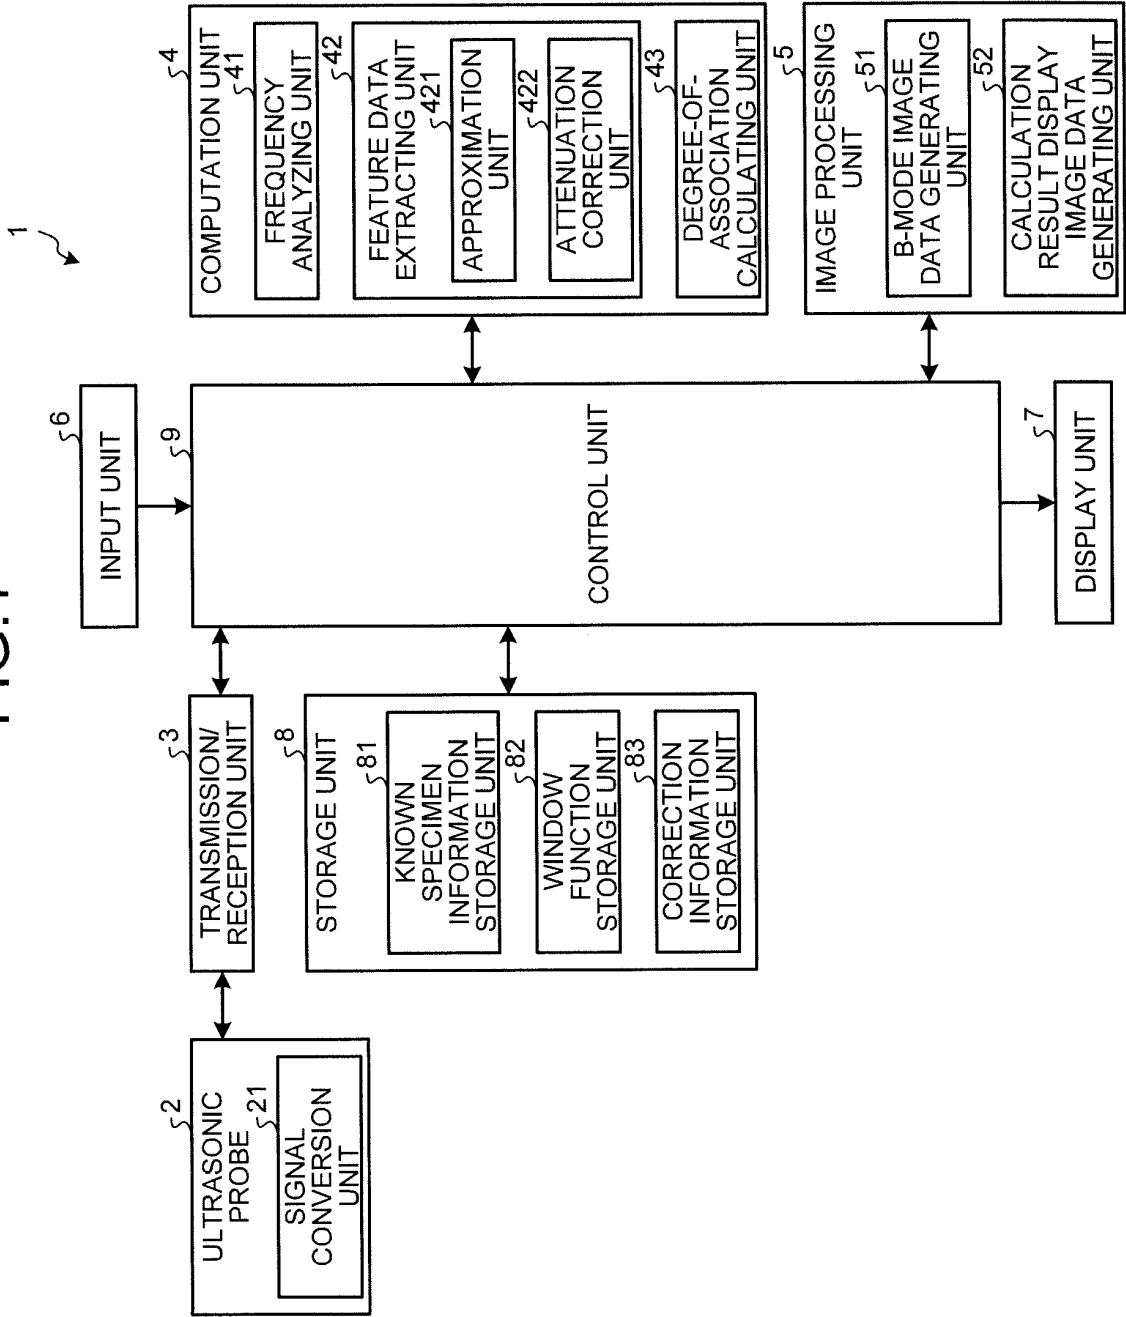 1
2
ULTRASONIC
PROBE
21
SIGNAL
CONVERSION
UNIT
3
TRANSMISSION/
RECEPTION UNIT
8
STORAGE UNIT
81
KNOWN
SPECIMEN
INFORMATION
STORAGE UNIT
82
WINDOW
FUNCTION
STORAGE UNIT
83
CORRECTION
INFORMATION
STORAGE UNIT
6
INPUT UNIT
9
CONTROL UNIT
7
DISPLAY UNIT
4
COMPUTATION UNIT
41
FREQUENCY
ANALYZING UNIT
42
FEATURE DATA
EXTRACTING UNIT
421
APPROXIMATION
UNIT
422
ATTENUATION
CORRECTION
UNIT
43
DEGREE-OF-
ASSOCIATION
CALCULATING UNIT
5
IMAGE PROCESSING
UNIT
51
B-MODE IMAGE
DATA GENERATING
UNIT
52
CALCULATION
RESULT DISPLAY
IMAGE DATA
GENERATING UNIT